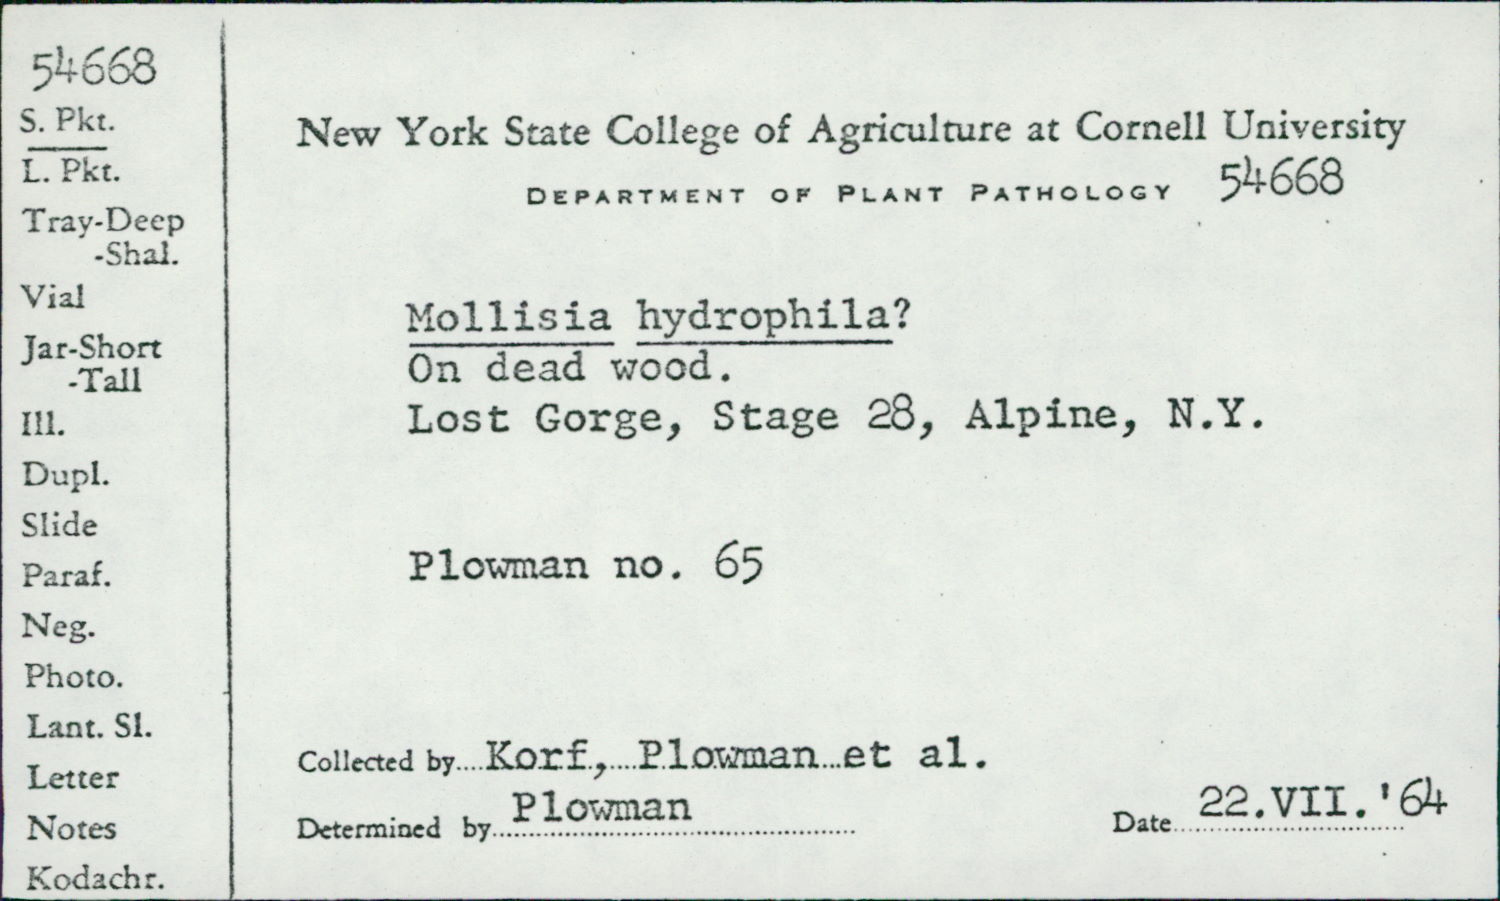 54668
S. Pkt.
L. Pkt.
Tray-Deep
-Shal.
Vial
Jar-Short
-Tall
Ill.
Dupl.
Slide
Paraf.
Neg.
Photo.
Lant. Sl.
Letter
Notes
Kodachr.
New York State College of Agriculture at Cornell University
DEPARTMENT OF PLANT PATHOLOGY 54668
Mollisia hydrophila?
On dead wood.
Lost Gorge, Stage 28, Alpine, N.Y.
Plowman no. 65
Collected by Korf, Plowman et al.
Determined by Plowman
Date 22.VII.'64